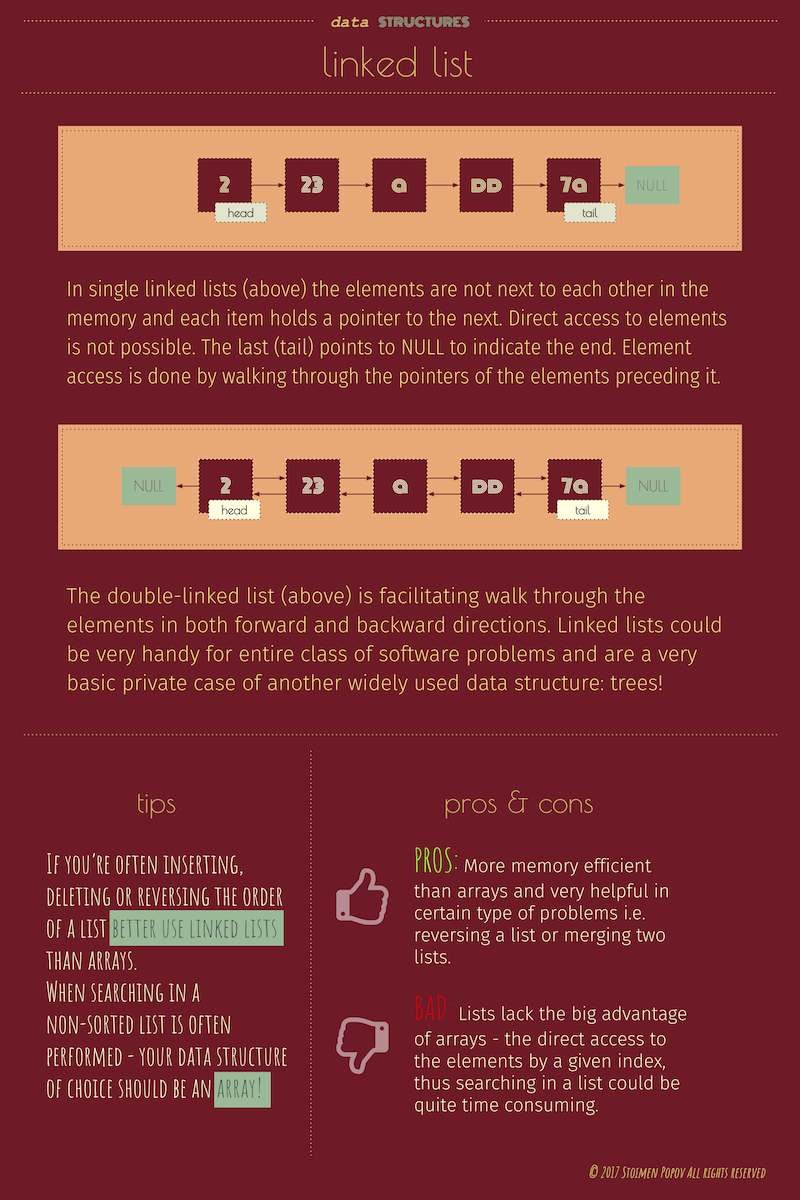 data STRUCTURES
linked list
2 23 a DD 7a NULL
head tail
In single linked lists (above) the elements are not next to each other in the
memory and each item holds a pointer to the next. Direct access to elements
is not possible. The last (tail) points to NULL to indicate the end. Element
access is done by walking through the pointers of the elements preceding it.
NULL 2 23 a DD 7a NULL
head tail
The double-linked list (above) is facilitating walk through the
elements in both forward and backward directions. Linked lists could
be very handy for entire class of software problems and are a very
basic private case of another widely used data structure: trees!
tips
If you're often inserting,
deleting or reversing the order
of a list better use linked lists
than arrays.
When searching in a
non-sorted list is often
performed - your data structure
of choice should be an array!
pros & cons
PROS: More memory efficient
than arrays and very helpful in
certain type of problems i.e.
reversing a list or merging two
lists.
BAD: Lists lack the big advantage
of arrays - the direct access to
the elements by a given index,
thus searching in a list could be
quite time consuming.
© 2017 Stoimen Popov All rights reserved